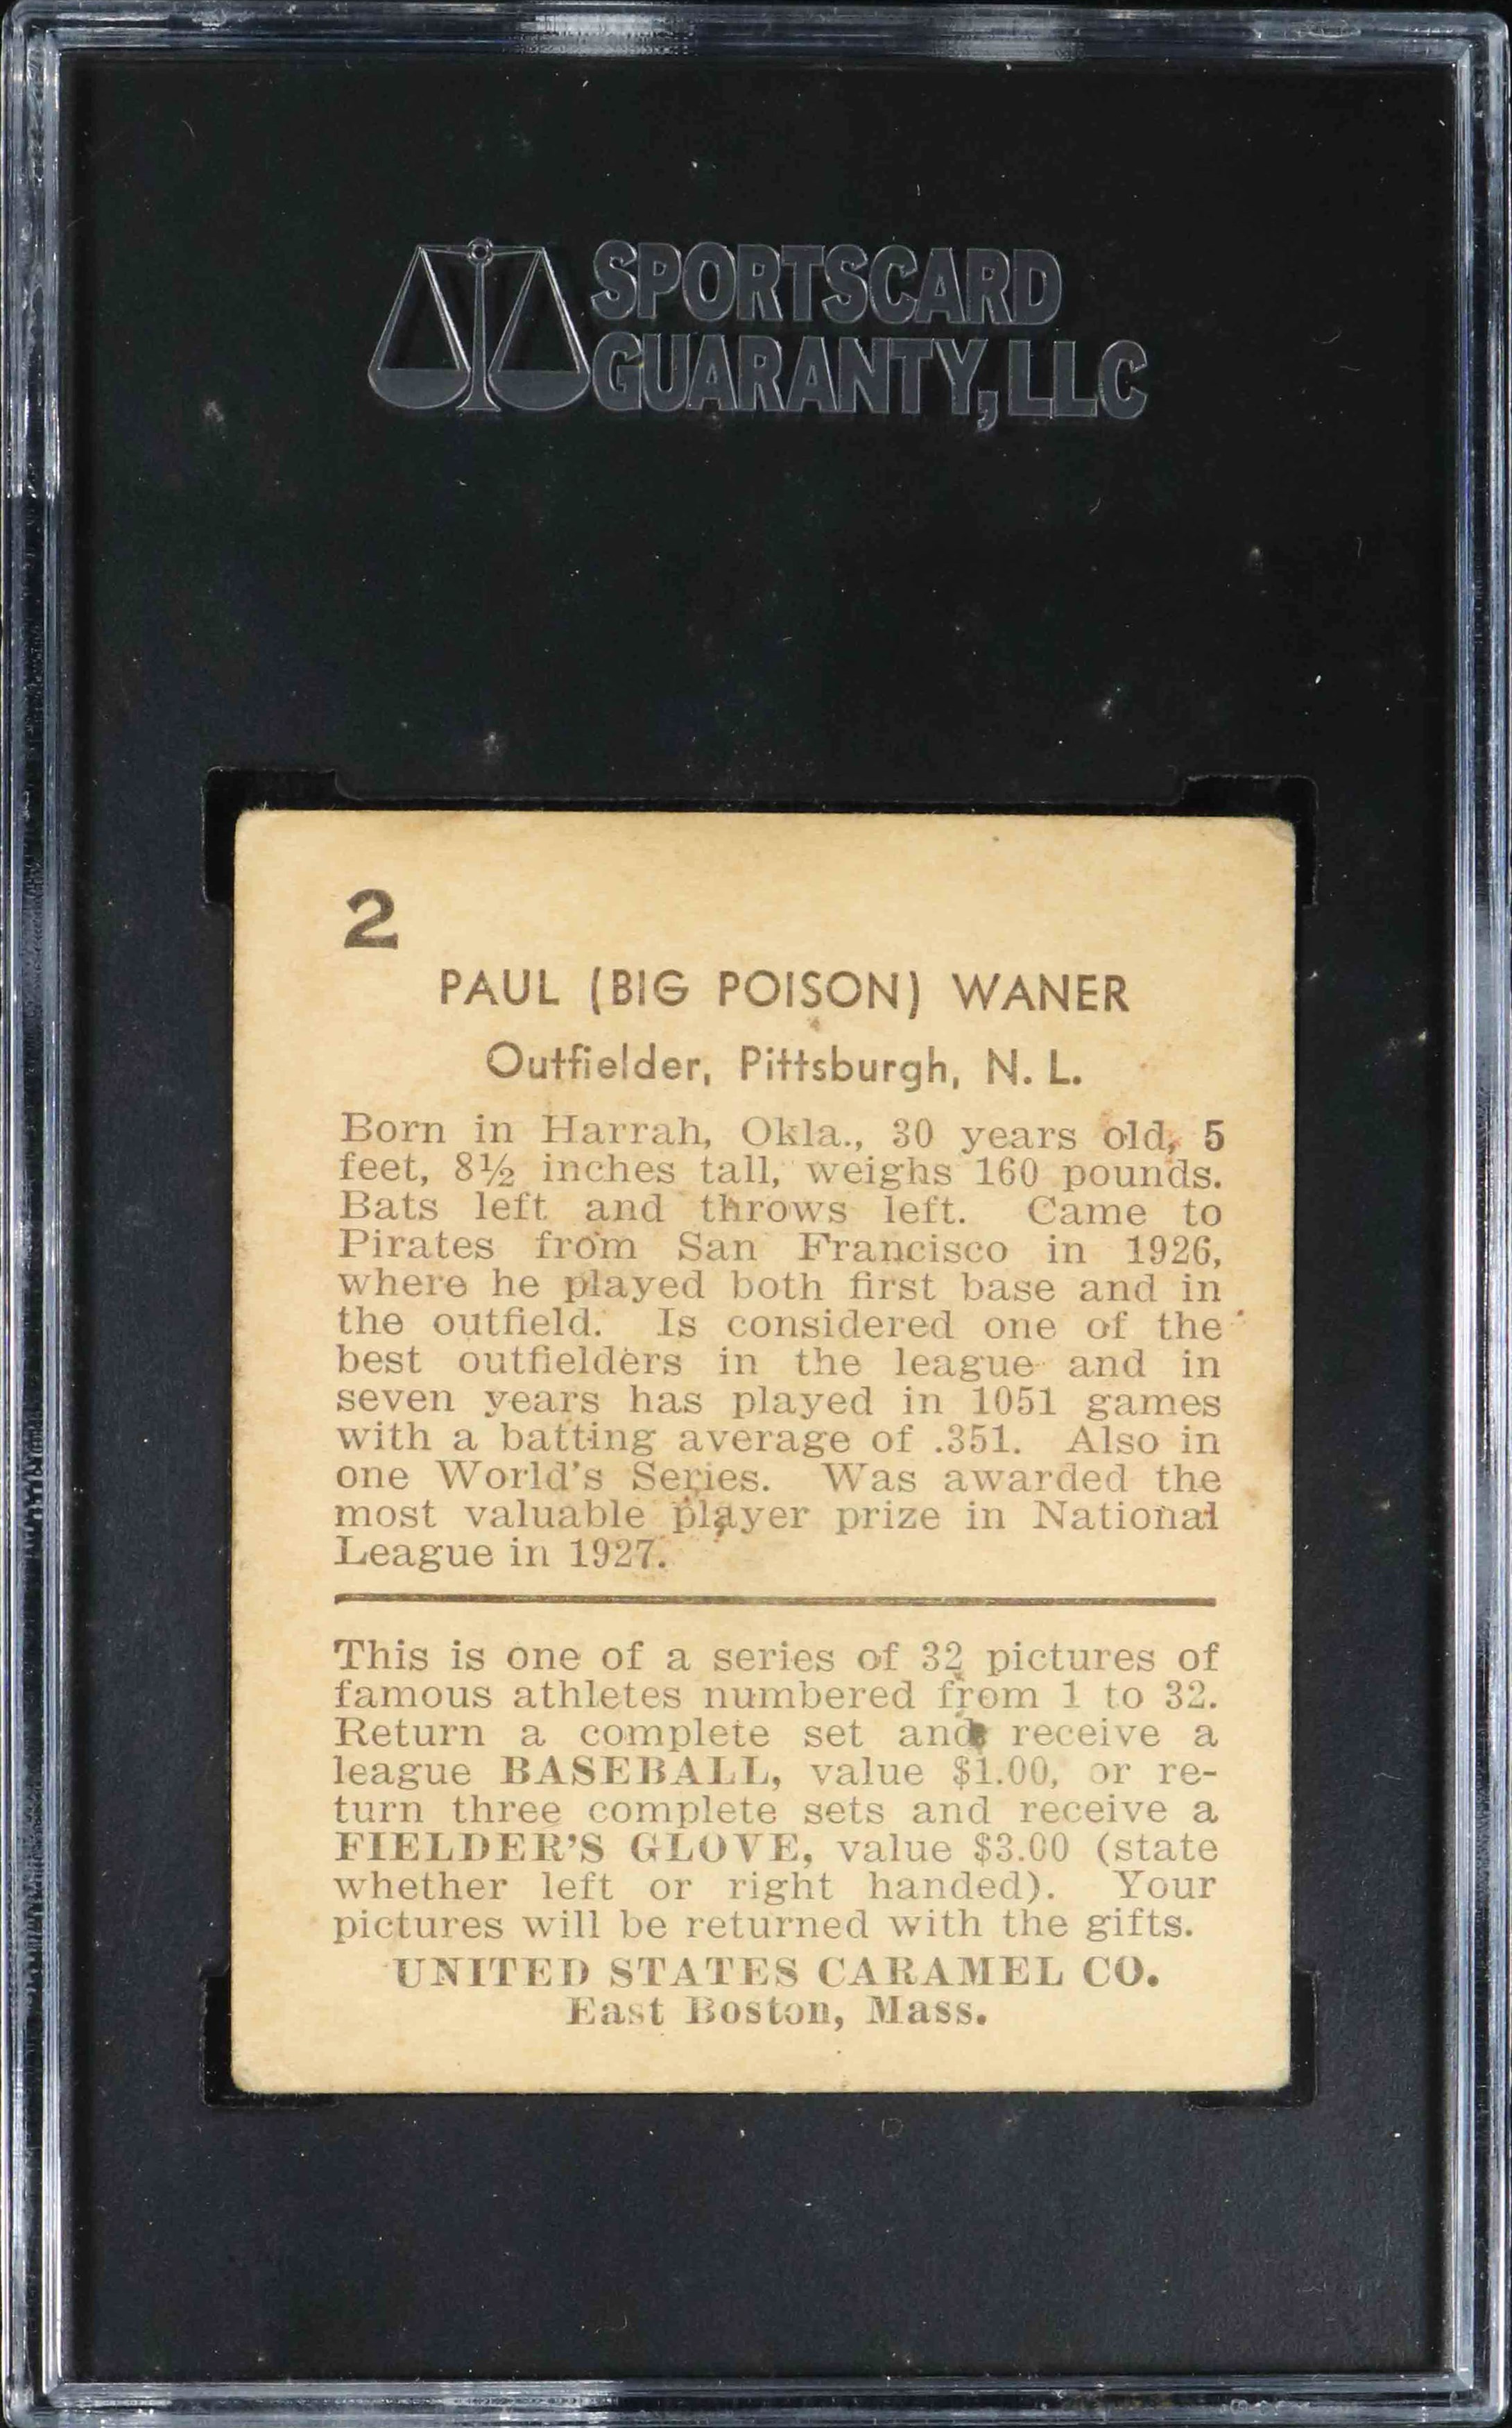 SPORTSCARD
GUARANTY, LLC
2
PAUL (BIG POISON) WANER
Outfielder, Pittsburgh, N. L.
Born in Harrah, Okla., 30 years old, 5
feet, 8½ inches tall, weighs 160 pounds.
Bats left and throws left. Came to
Pirates from San Francisco in 1926,
where he played both first base and in
the outfield. Is considered one of the
best outfielders in the league and in
seven years has played in 1051 games
with a batting average of .351. Also in
one World's Series. Was awarded the
most valuable player prize in National
League in 1927.
This is one of a series of 32 pictures of
famous athletes numbered from 1 to 32.
Return a complete set and receive a
league BASEBALL, value $1.00, or re-
turn three complete sets and receive a
FIELDER'S GLOVE, value $3.00 (state
whether left or right handed). Your
pictures will be returned with the gifts.
UNITED STATES CARAMEL CO.
East Boston, Mass.